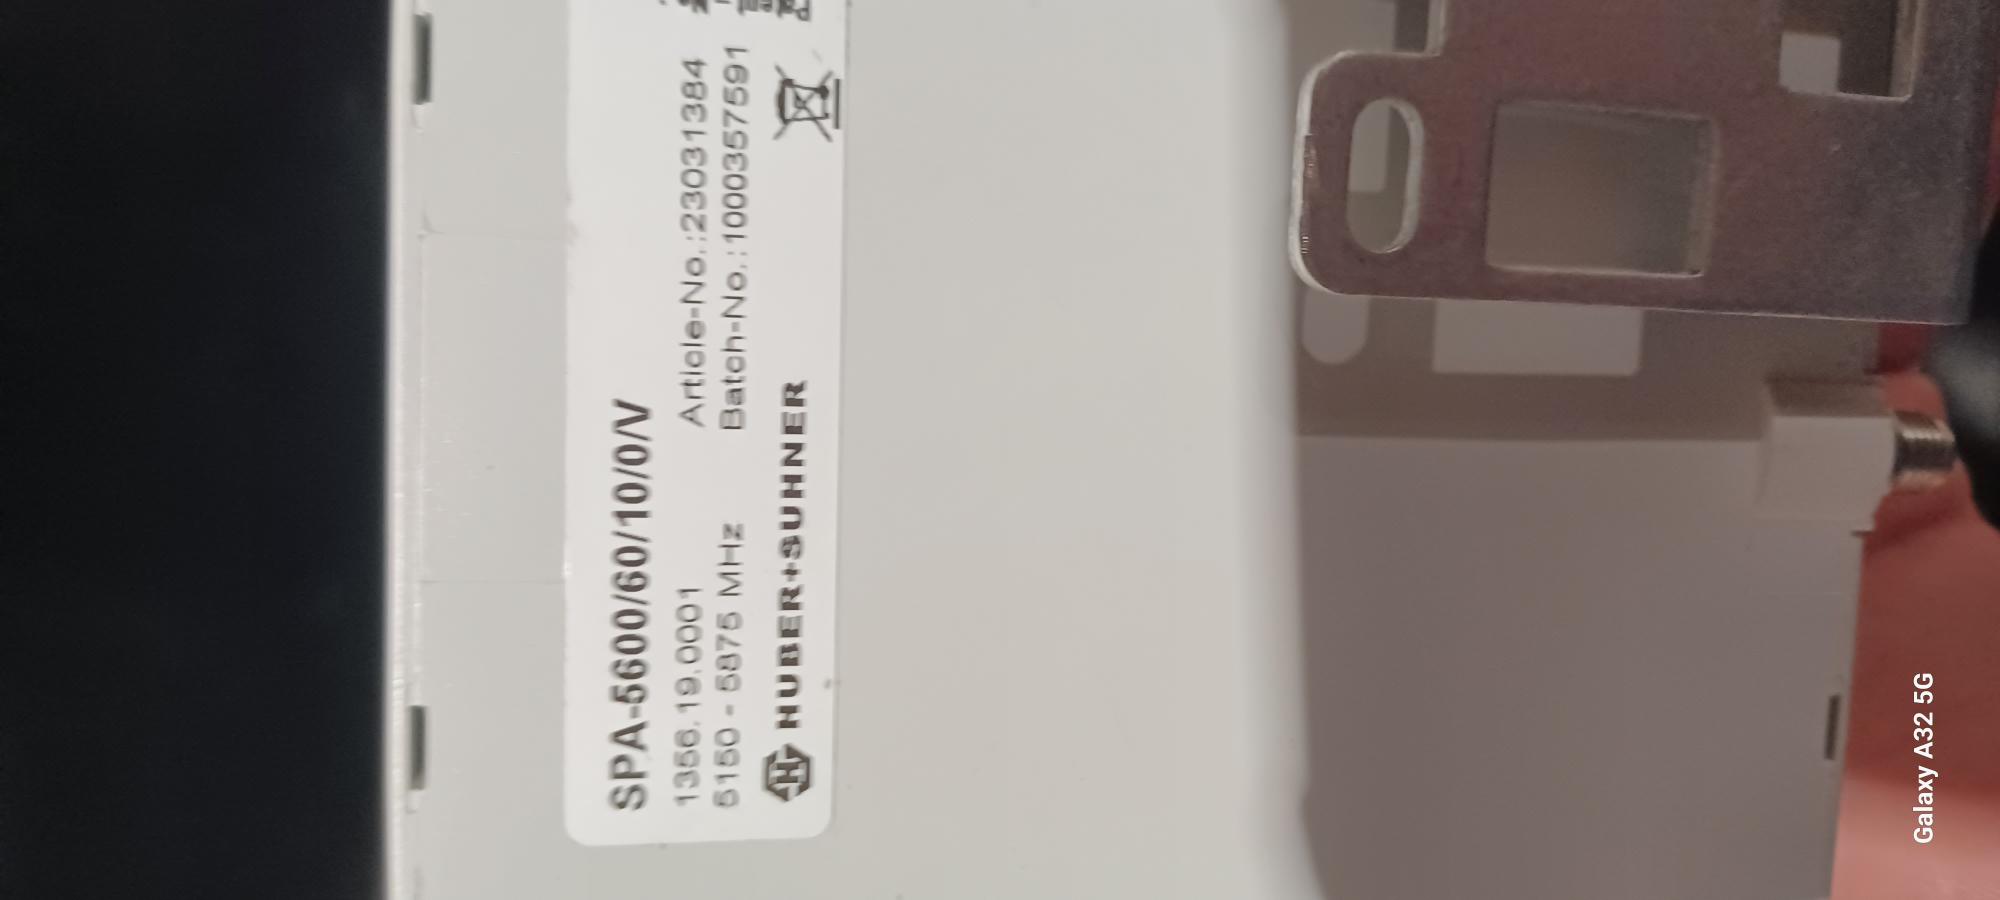 SPA-5600/60/10/0/V
1356.19.0001 Article-No.:23031384
5150 - 5875 MHz Batch-No.:1000357591
HUBER+SUHNER
Galaxy A32 5G